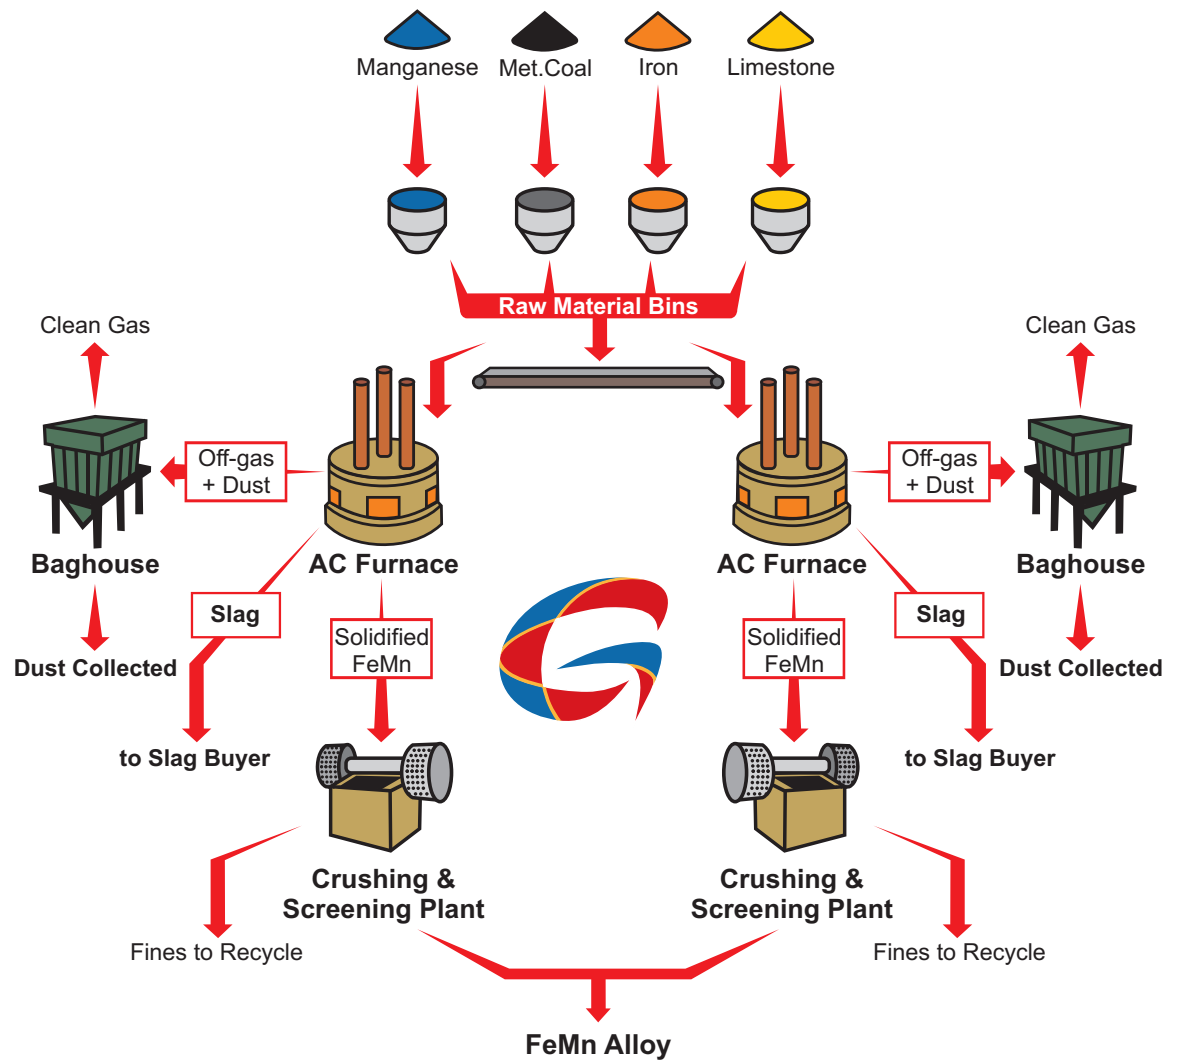 Manganese
Met.Coal
Iron
Limestone
Raw Material Bins
Clean Gas
Clean Gas
Off-gas
+ Dust
Off-gas
+ Dust
Baghouse
AC Furnace
AC Furnace
Baghouse
Slag
Solidified
FeMn
Solidified
FeMn
Slag
Dust Collected
Dust Collected
to Slag Buyer
to Slag Buyer
Crushing &
Screening Plant
Crushing &
Screening Plant
Fines to Recycle
Fines to Recycle
FeMn Alloy